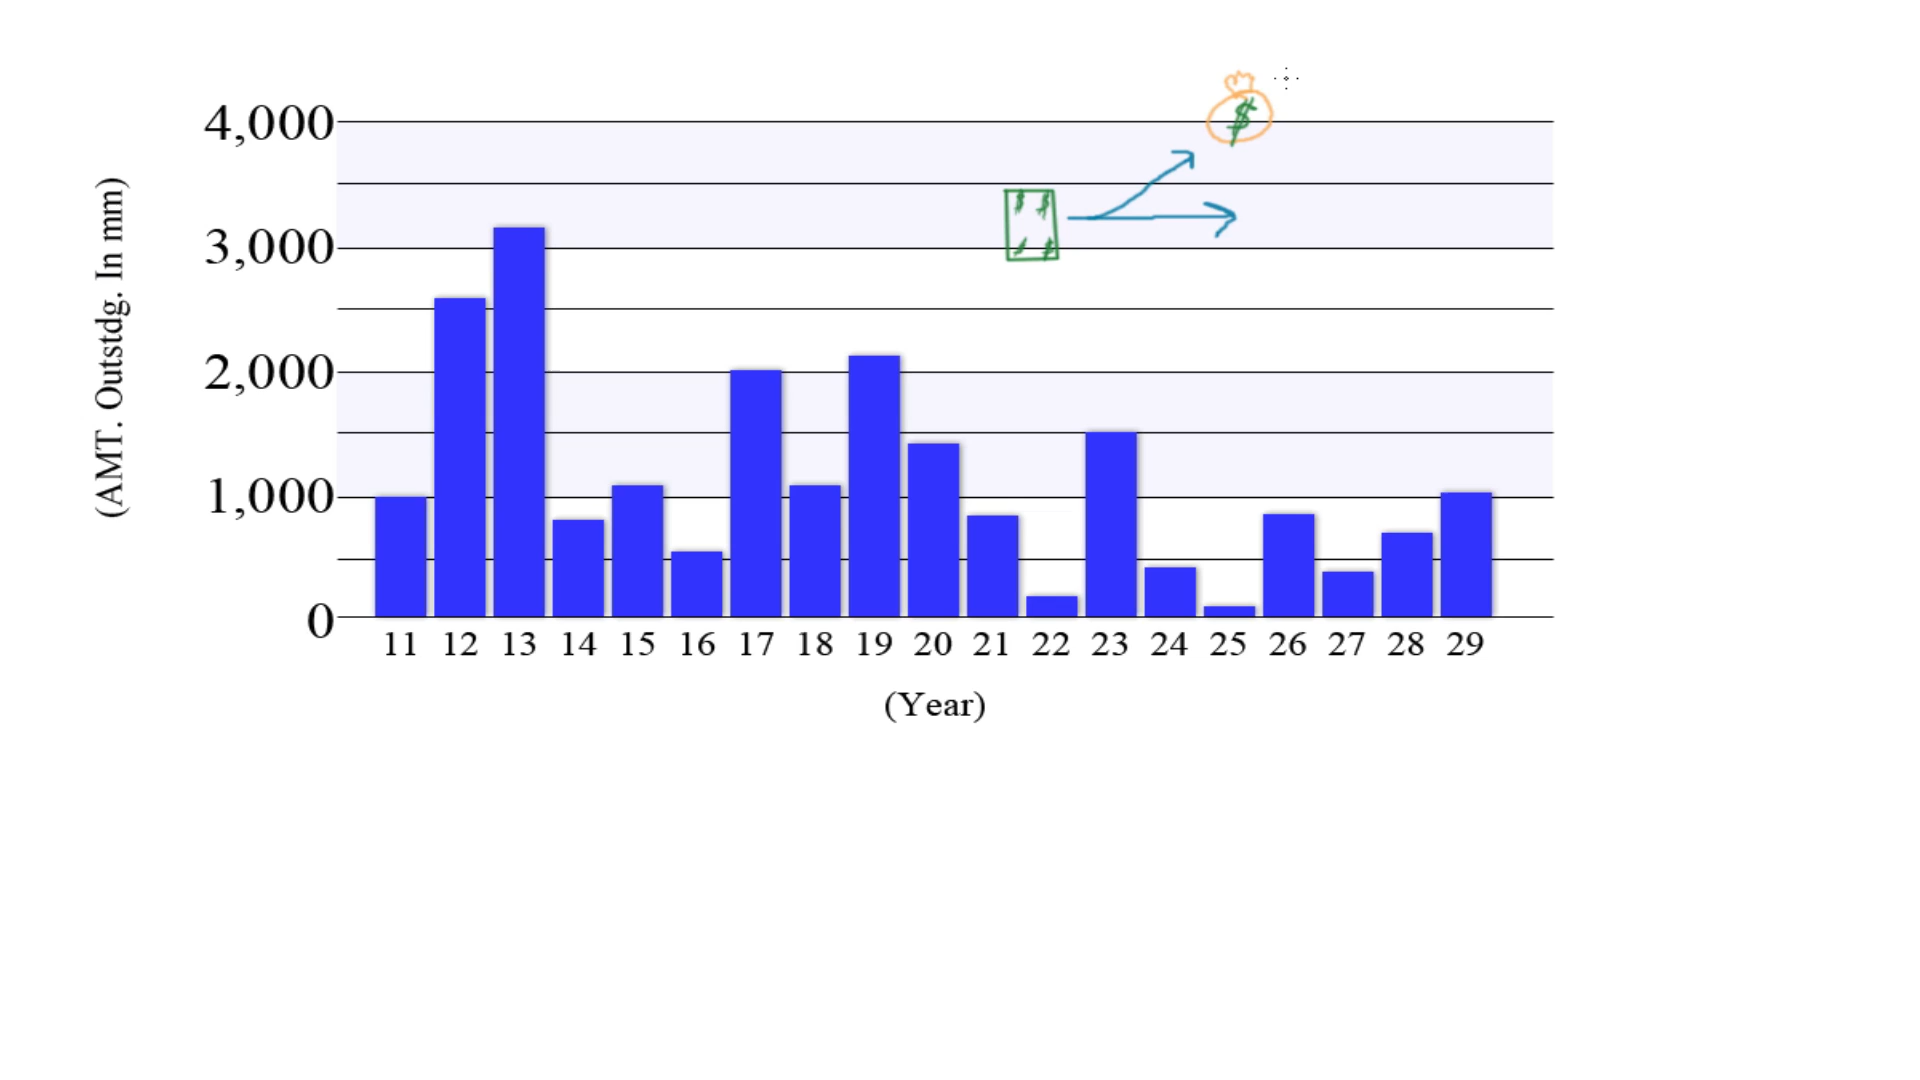 4,000
3,000
2,000
1,000
0
(AMT. Outstdg. In mm)
11 12 13 14 15 16 17 18 19 20 21 22 23 24 25 26 27 28 29
(Year)
$
$ $